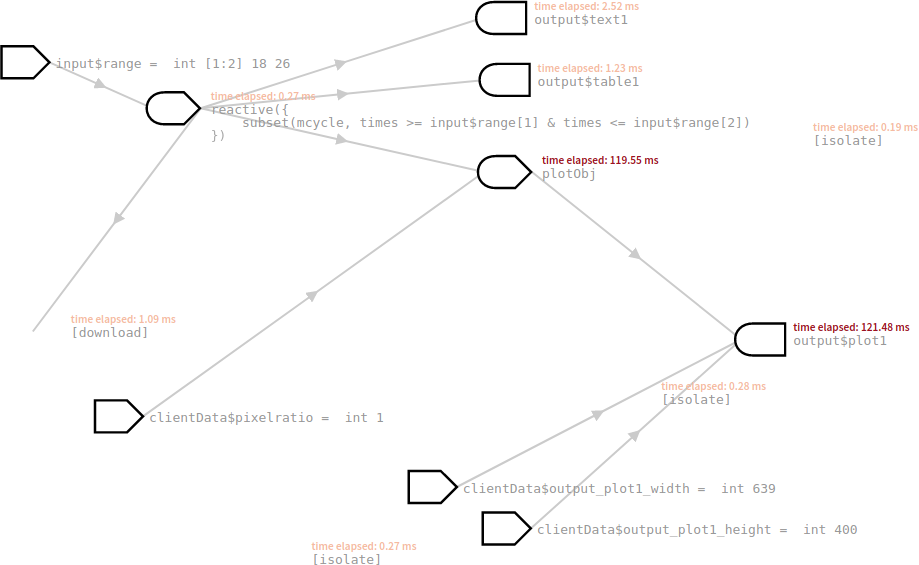 time elapsed: 2.52 ms
output$text1
input$range =  int [1:2] 18 26
time elapsed: 1.23 ms
output$table1
time elapsed: 0.27 ms
reactive({
    subset(mcycle, times >= input$range[1] & times <= input$range[2])
})
time elapsed: 0.19 ms
[isolate]
time elapsed: 119.55 ms
plotObj
time elapsed: 1.09 ms
[download]
time elapsed: 121.48 ms
output$plot1
time elapsed: 0.28 ms
[isolate]
clientData$pixelratio =  int 1
clientData$output_plot1_width =  int 639
clientData$output_plot1_height =  int 400
time elapsed: 0.27 ms
[isolate]